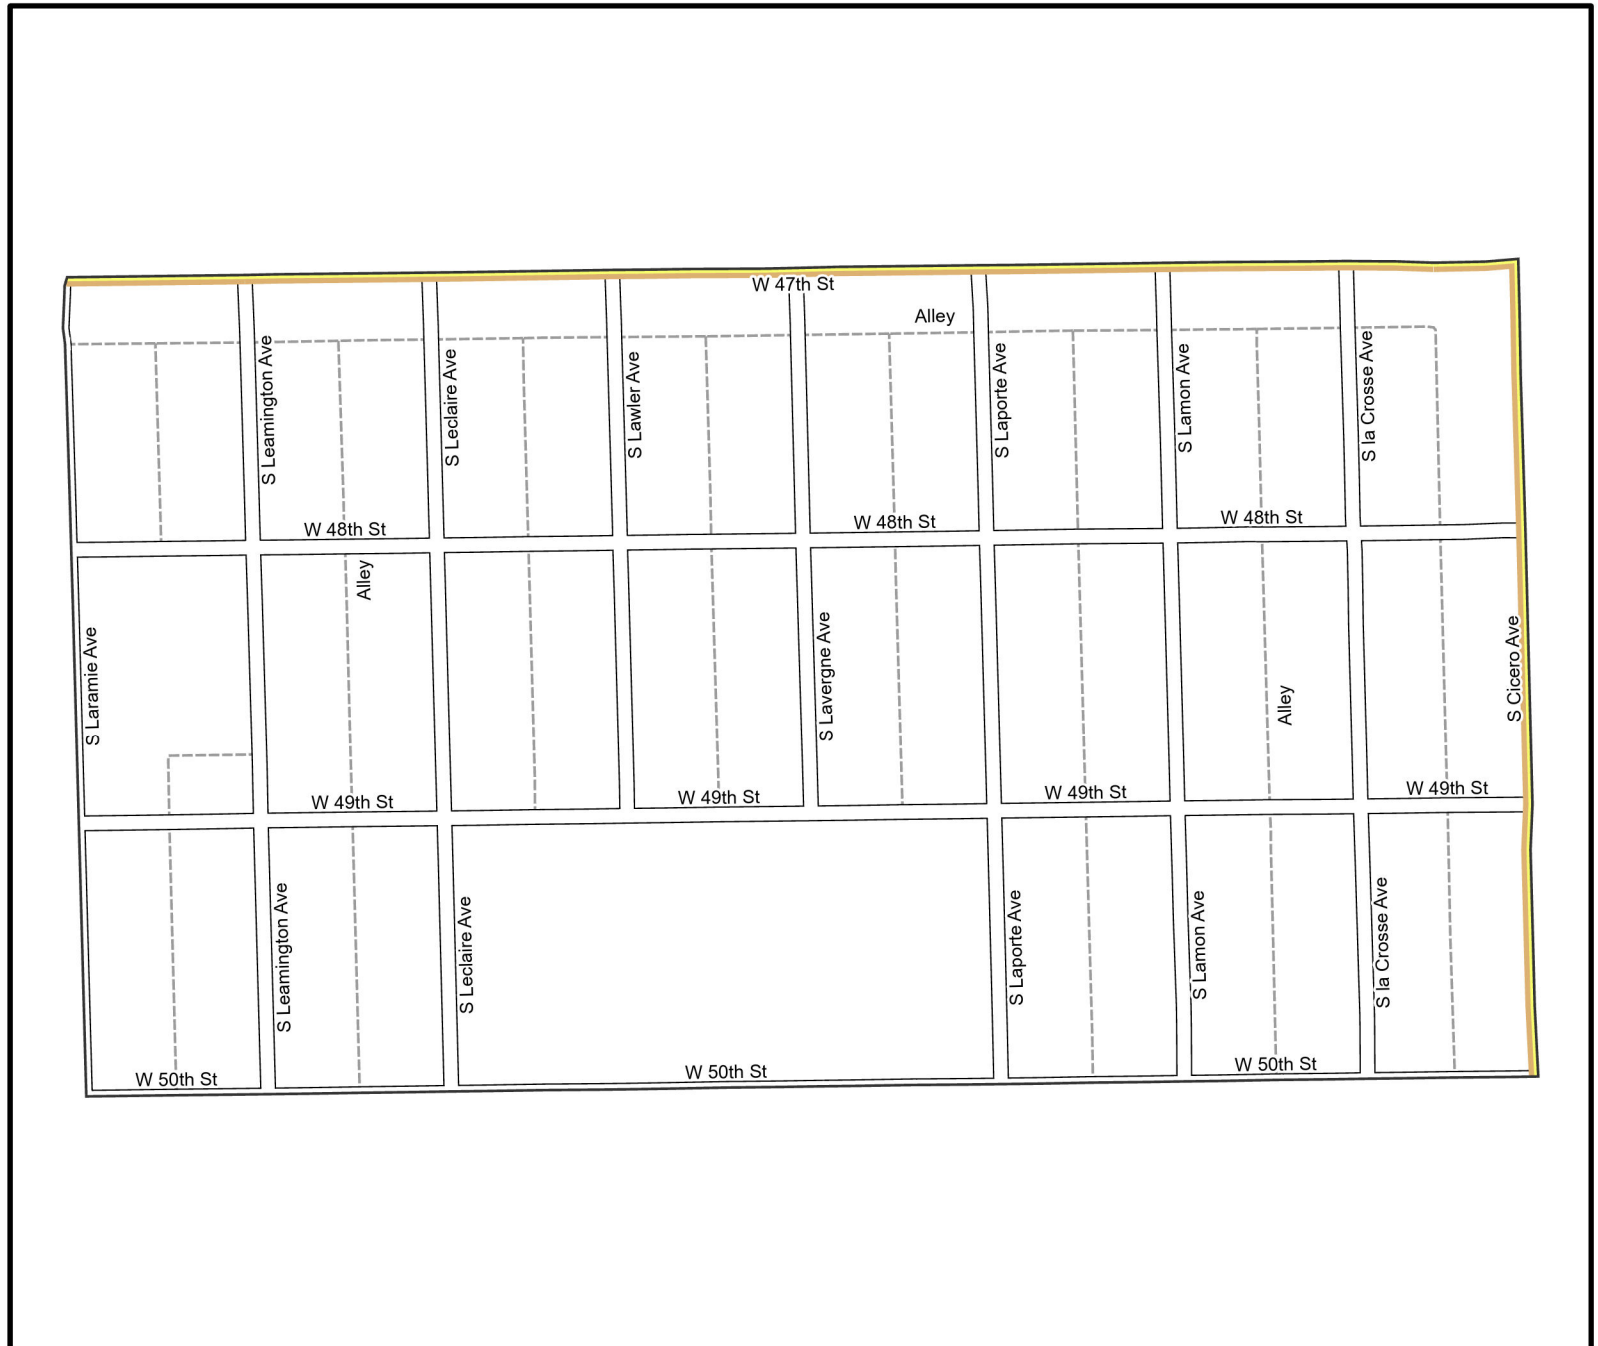 W 47th St
Alley
S Leamington Ave
S Leclaire Ave
S Lawler Ave
S Laporte Ave
S Lamon Ave
S la Crosse Ave
W 48th St
W 48th St
W 48th St
Alley
S Laramie Ave
S Lavergne Ave
Alley
S Cicero Ave
W 49th St
W 49th St
W 49th St
W 49th St
S Leamington Ave
S Leclaire Ave
S Laporte Ave
S Lamon Ave
S la Crosse Ave
W 50th St
W 50th St
W 50th St